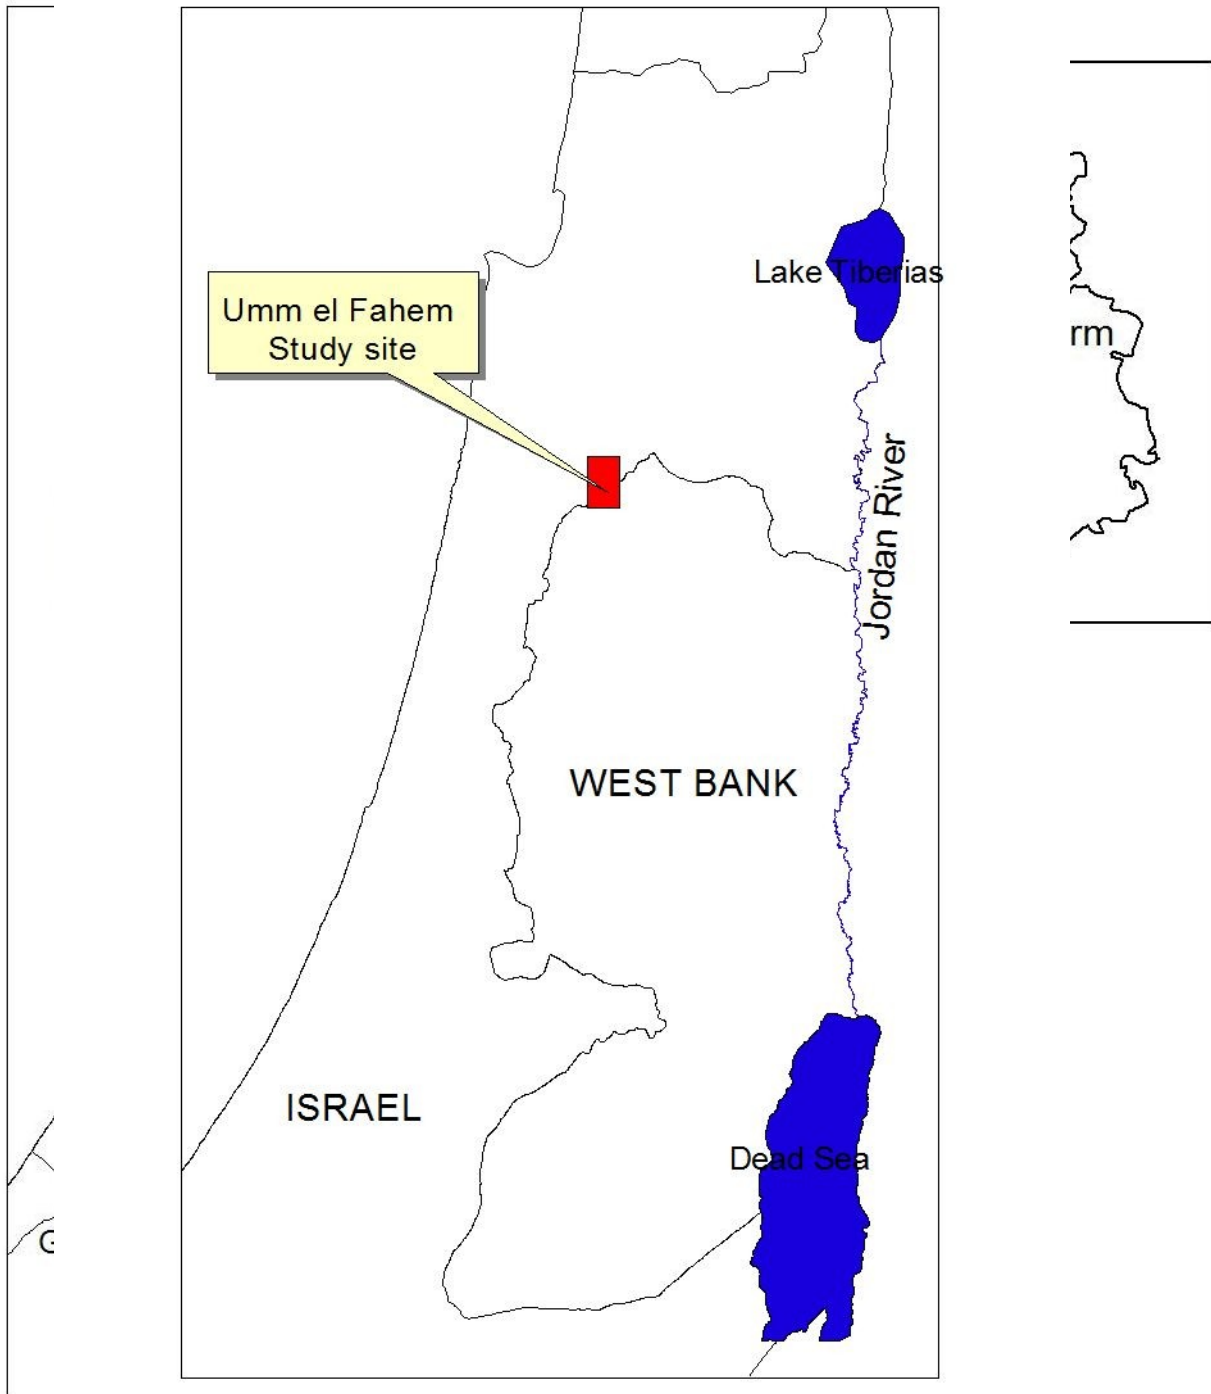 Lake Tiberias
Umm el Fahem
Study site
rm
Jordan River
WEST BANK
ISRAEL
Dead Sea